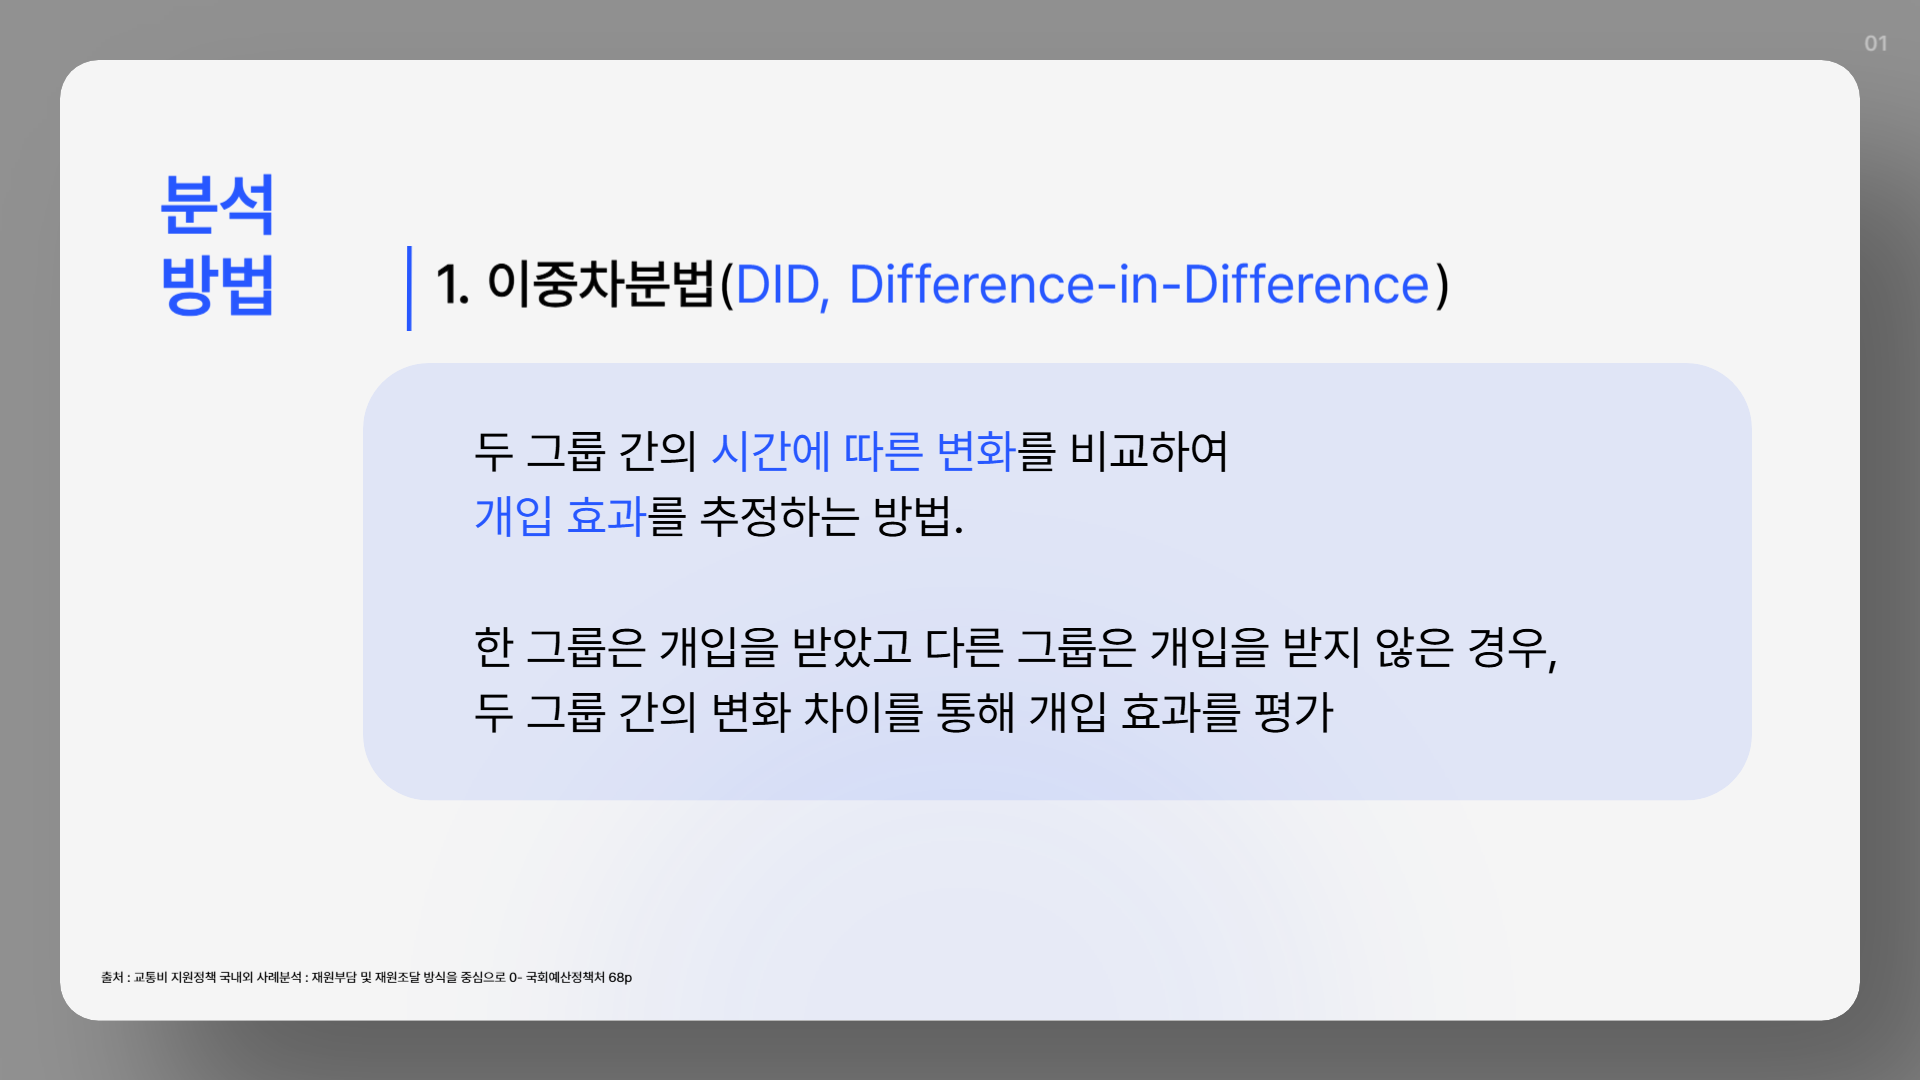 01
분석
방법
1. 이중차분법(DID, Difference-in-Difference)
두 그룹 간의 시간에 따른 변화를 비교하여
개입 효과를 추정하는 방법.
한 그룹은 개입을 받았고 다른 그룹은 개입을 받지 않은 경우,
두 그룹 간의 변화 차이를 통해 개입 효과를 평가
출처 : 교통비 지원정책 국내외 사례분석 : 재원부담 및 재원조달 방식을 중심으로 0- 국회예산정책처 68p